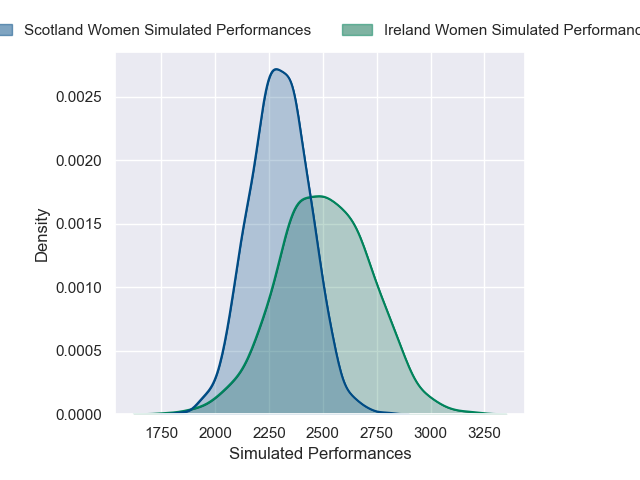 Scotland Women Simulated Performances Ireland Women Simulated
0.0025
0.0020
0.0015
0.0010
0.0005
0.0000
Density
1750 2000 2250 2500 2750 3000 3250
Simulated Performances